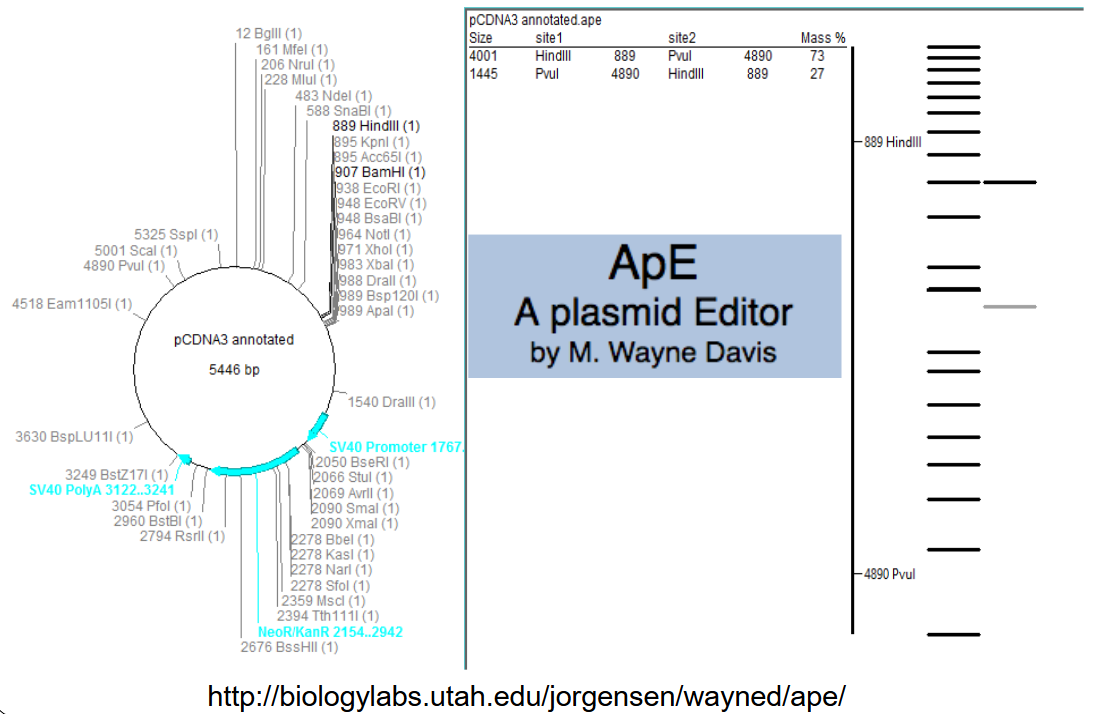 12 BglII (1)
161 MfeI (1)
206 NruI (1)
228 MluI (1)
483 NdeI (1)
588 SnaBI (1)
889 HindIII (1)
895 KpnI (1)
895 Acc65I (1)
907 BamHI (1)
938 EcoRI (1)
948 EcoRV (1)
948 BsaBI (1)
964 NotI (1)
971 XhoI (1)
983 XbaI (1)
988 DraII (1)
989 Bsp120I (1)
989 ApaI (1)
5325 SspI (1)
5001 ScaI (1)
4890 PvuI (1)
4518 Eam1105I (1)
pCDNA3 annotated
5446 bp
1540 DraIII (1)
3630 BspLU11I (1)
SV40 Promoter 1767.
2050 BseRI (1)
2066 StuI (1)
2069 AvrII (1)
2090 SmaI (1)
2090 XmaI (1)
3249 BstZ17I (1)
SV40 PolyA 3122..3241
3054 PfoI (1)
2960 BstBI (1)
2794 RsrII (1)
2278 BbeI (1)
2278 KasI (1)
2278 NarI (1)
2278 SfoI (1)
2359 MscI (1)
2394 Tth111I (1)
NeoR/KanR 2154..2942
2676 BssHII (1)
pCDNA3 annotated.ape
Size site1 site2 Mass %
4001 HindIII 889 PvuI 4890 73
1445 PvuI 4890 HindIII 889 27
889 HindIII
4890 PvuI
ApE
A plasmid Editor
by M. Wayne Davis
http://biologylabs.utah.edu/jorgensen/wayned/ape/